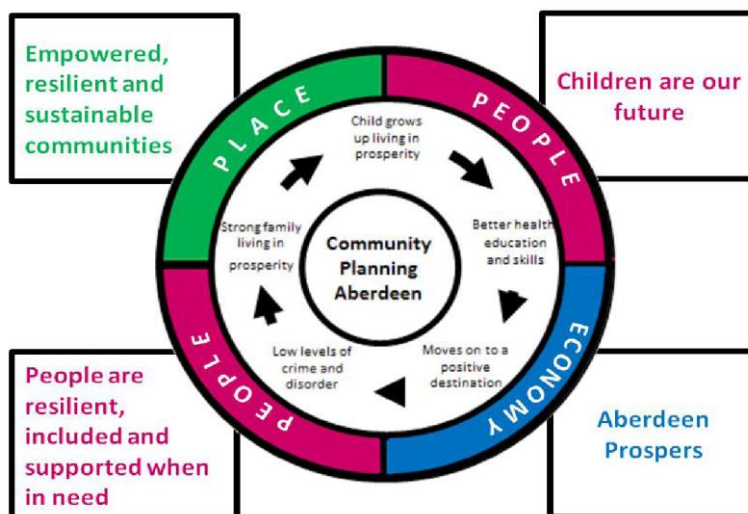 Empowered,
resilient and
sustainable
communities
Children are our
future
PLACE
PEOPLE
Child grows
up living in
prosperity
Strong family
living in
prosperity
Better health
education
and skills
Community
Planning
Aberdeen
Low levels of
crime and
disorder
Moves on to a
positive
destination
PEOPLE
ECONOMY
People are
resilient,
included and
supported when
in need
Aberdeen
Prospers